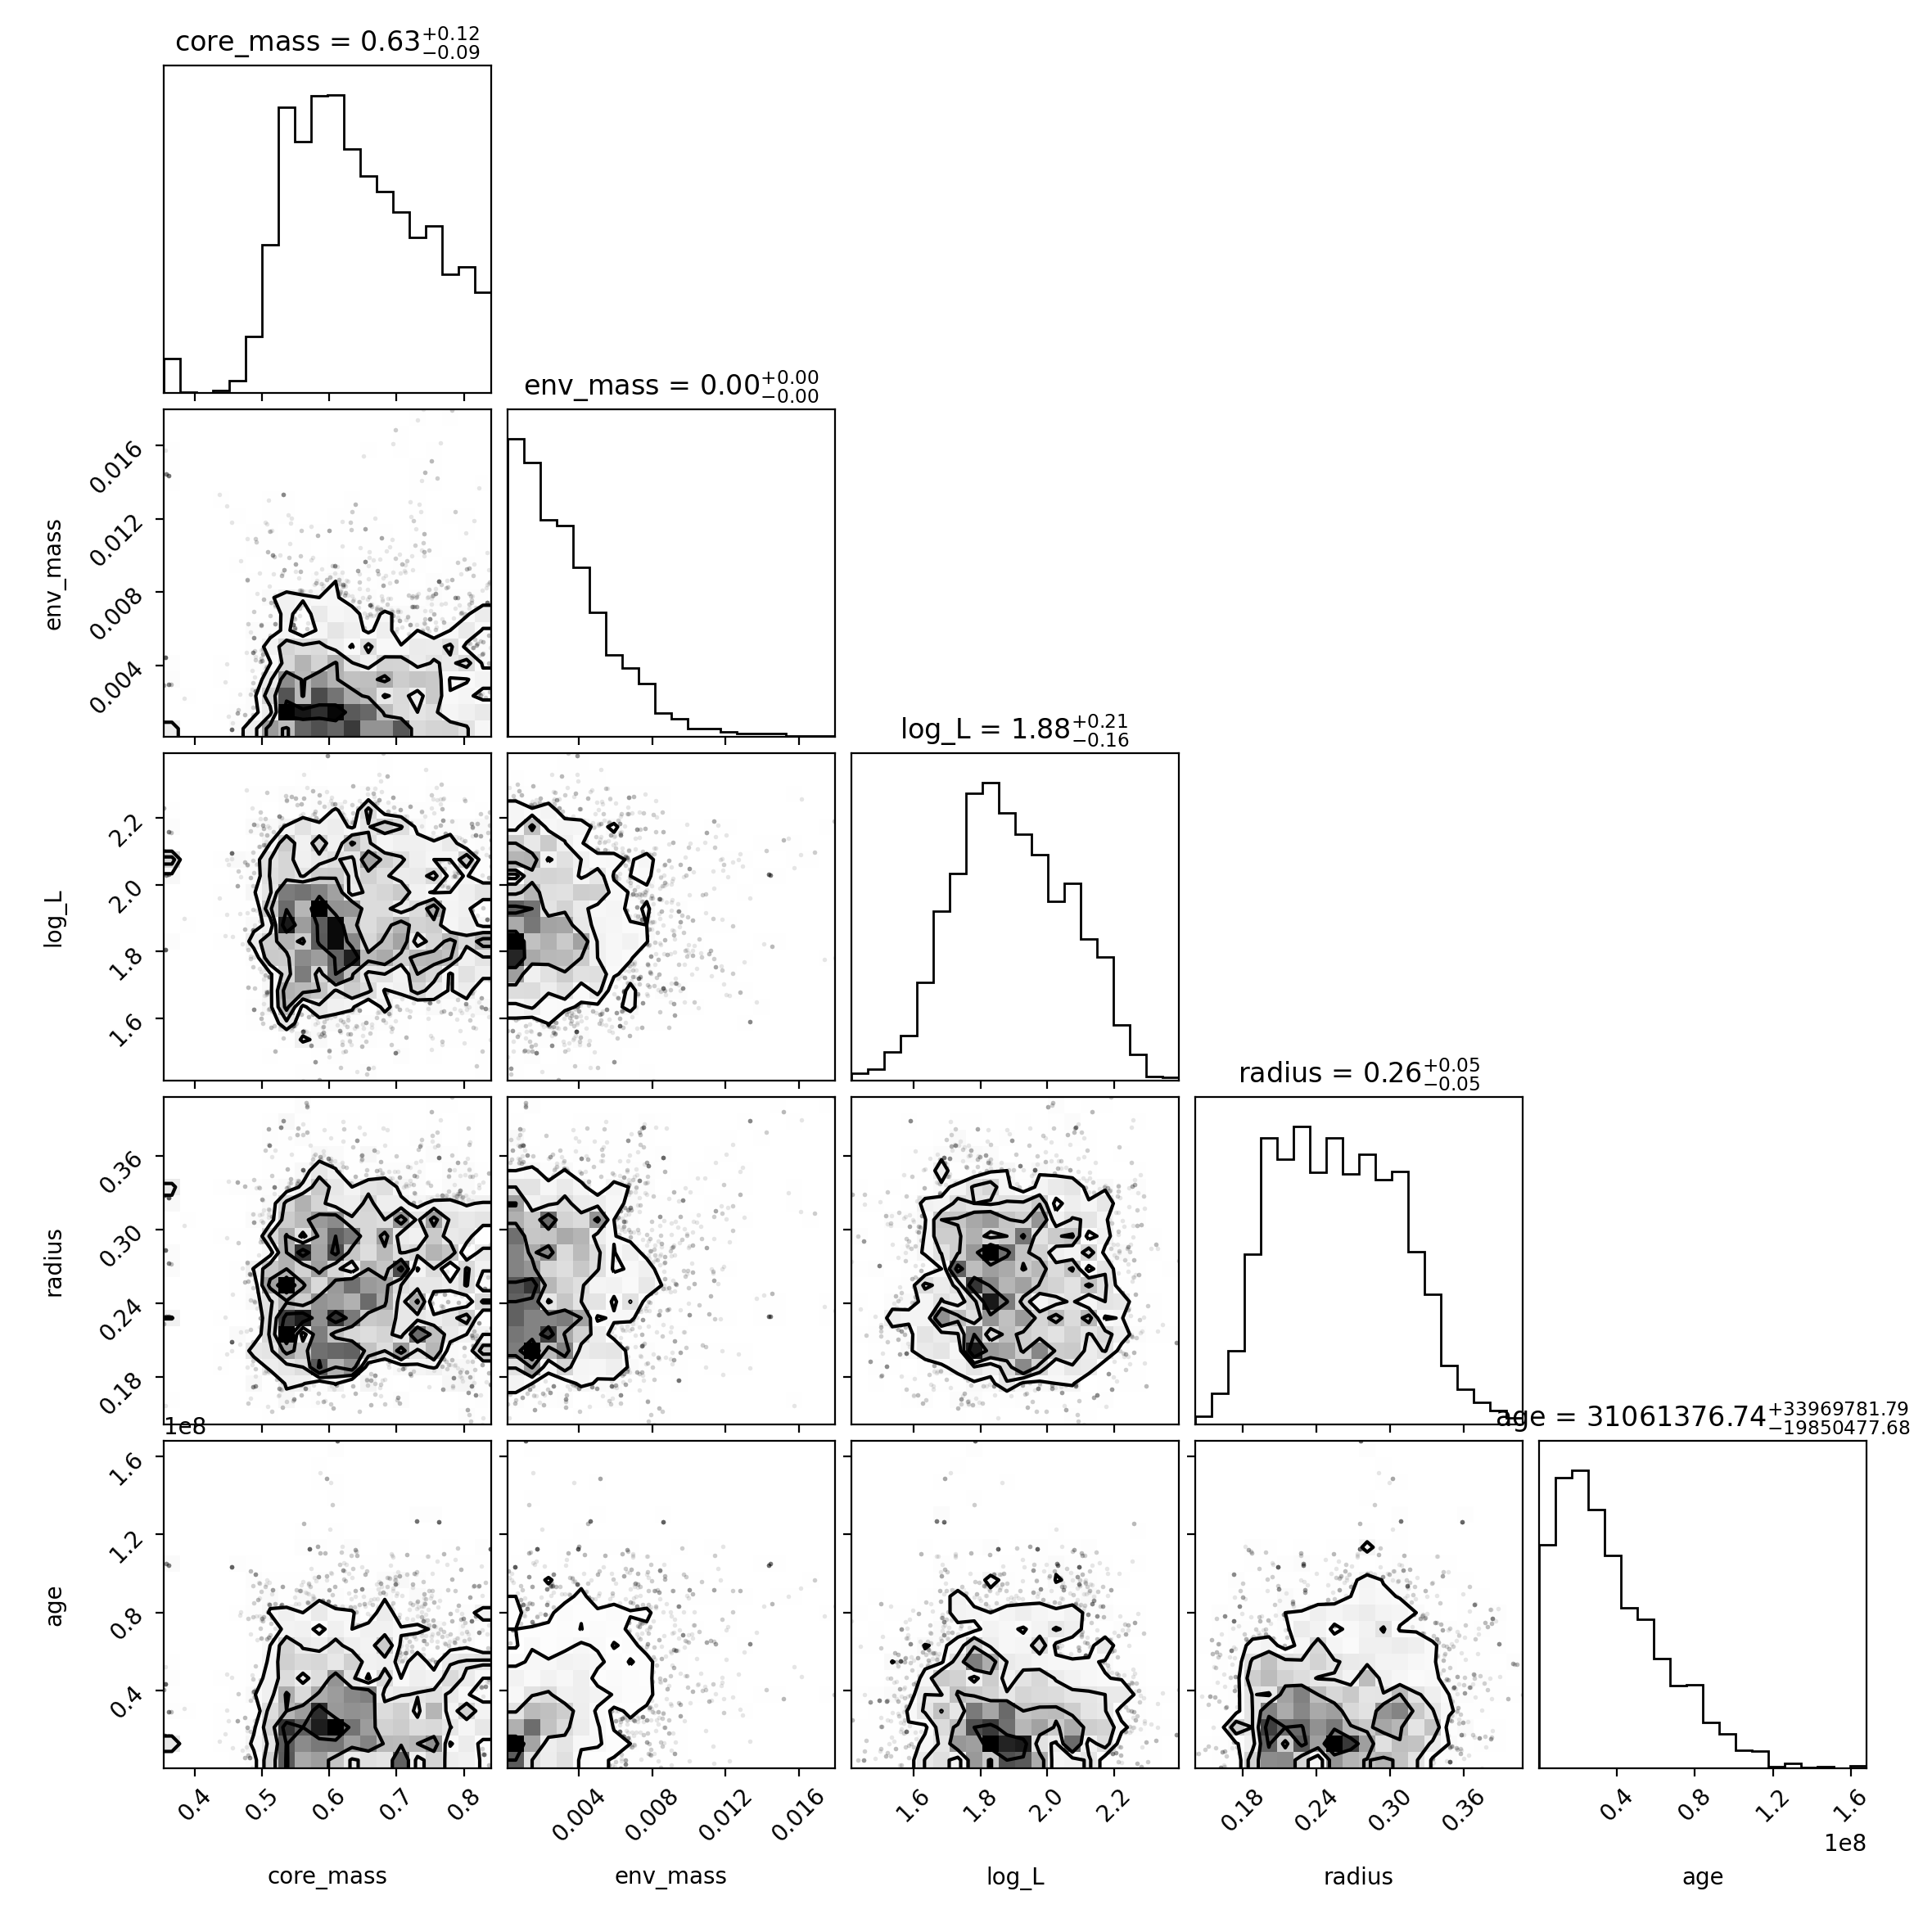 core_mass = 0.63 +0.12 −0.09
env_mass = 0.00 +0.00 −0.00
0.016
0.012
0.008
0.004
env_mass
log_L = 1.88 +0.21 −0.16
2.2
2.0
1.8
1.6
log_L
radius = 0.26 +0.05 −0.05
0.36
0.30
0.24
0.18
radius
1e8
age = 31061376.74 +33969781.79 −19850477.68
1.6
1.2
0.8
0.4
age
0.4 0.5 0.6 0.7 0.8
0.004 0.008 0.012 0.016
1.6 1.8 2.0 2.2
0.18 0.24 0.30 0.36
0.4 0.8 1.2 1.6
1e8
core_mass env_mass log_L radius age